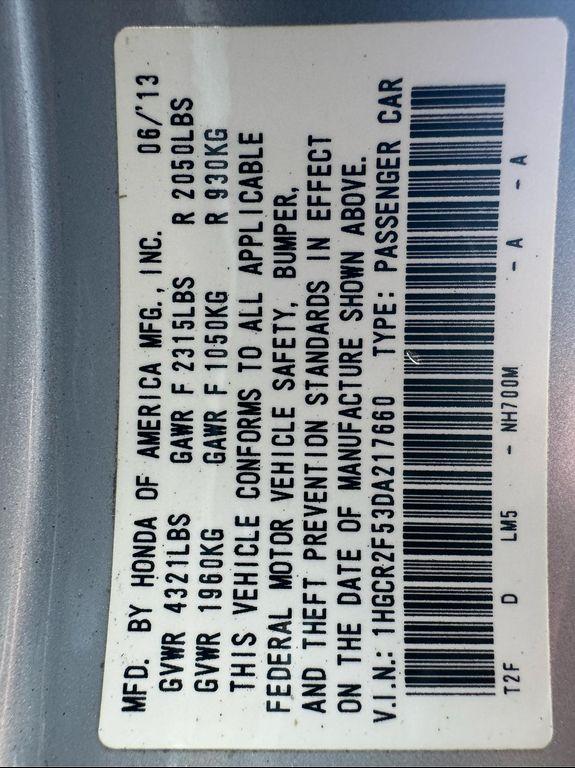 MFD. BY HONDA OF AMERICA MFG., INC. 06/'13
GVWR 4321LBS GAWR F 2315LBS R 2050LBS
GVWR 1960KG GAWR F 1050KG R 930KG
THIS VEHICLE CONFORMS TO ALL APPLICABLE
FEDERAL MOTOR VEHICLE SAFETY, BUMPER,
AND THEFT PREVENTION STANDARDS IN EFFECT
ON THE DATE OF MANUFACTURE SHOWN ABOVE.
V.I.N.: 1HGCR2F53DA217660 TYPE: PASSENGER CAR
T2F D LM5 - NH700M - A - A